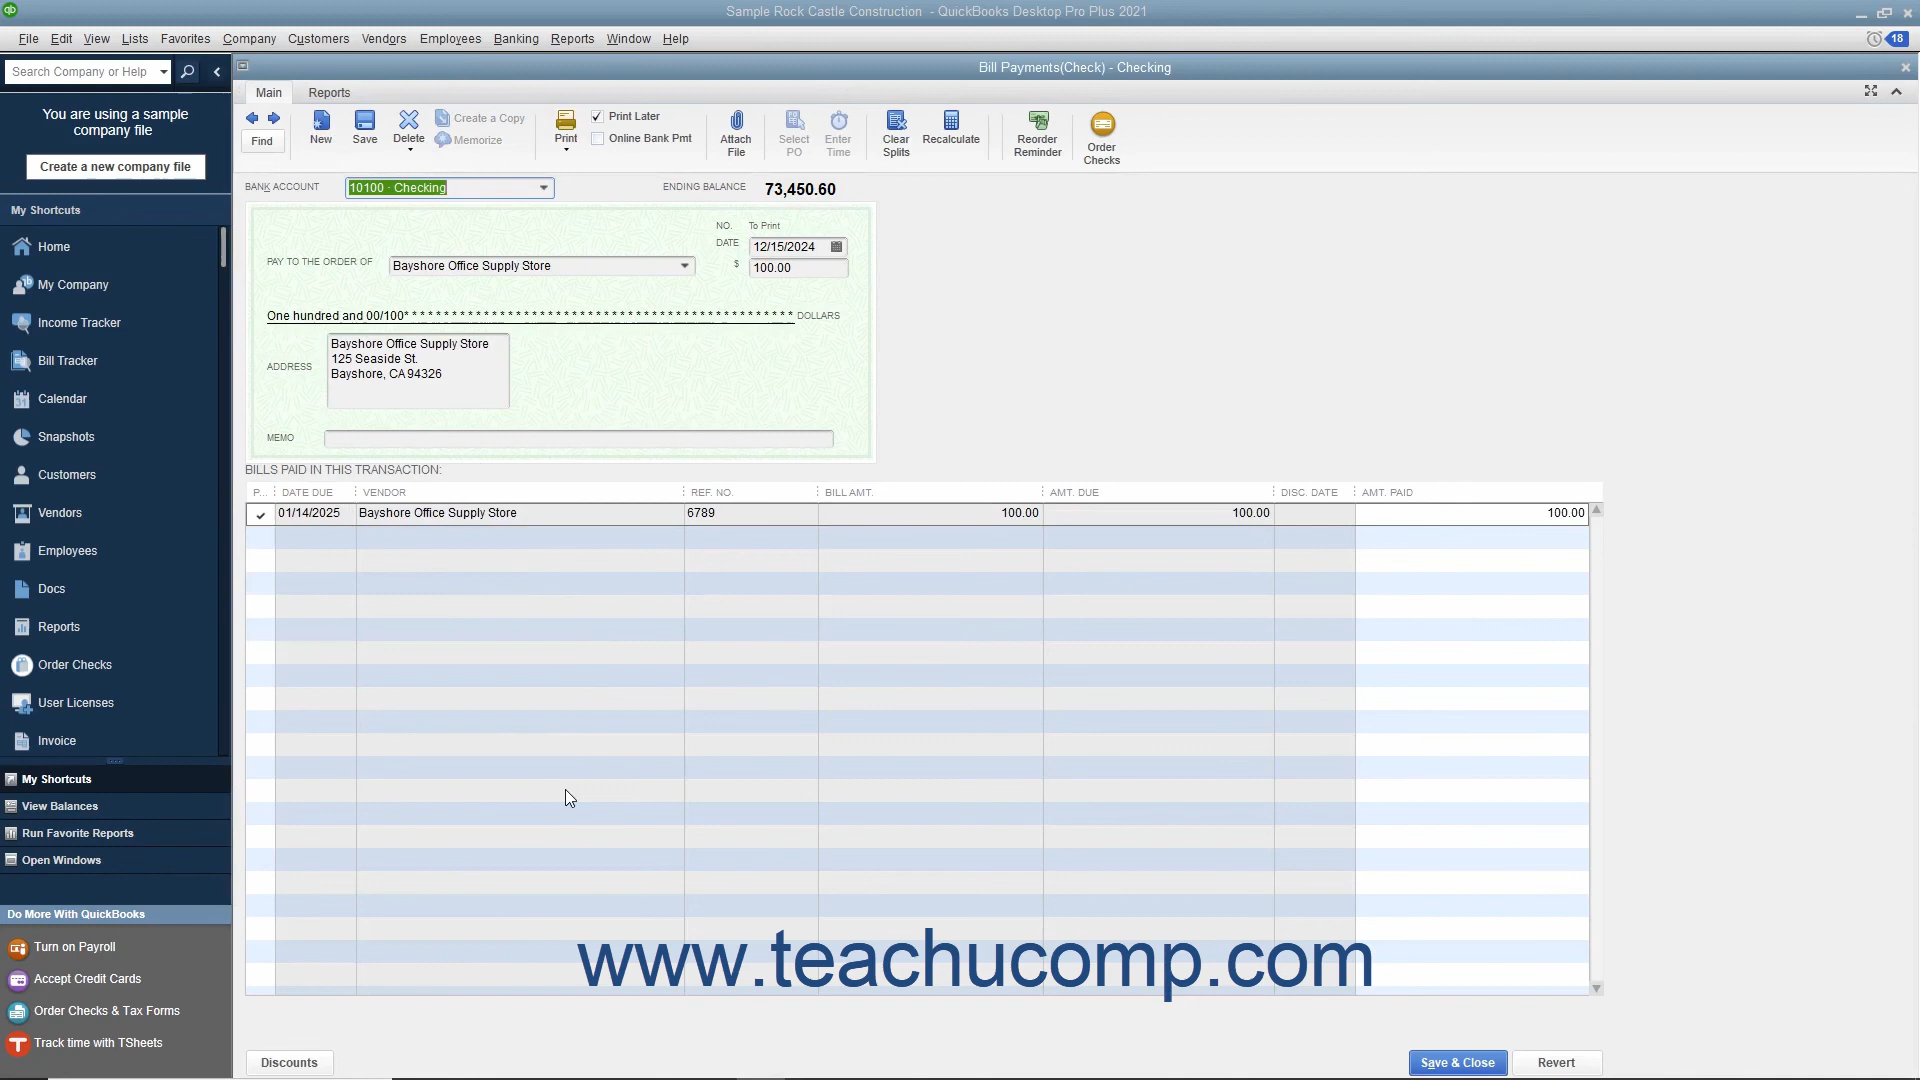 Sample Rock Castle Construction - QuickBooks Desktop Pro Plus 2021
File Edit View Lists Favorites Company Customers Vendors Employees Banking Reports Window Help
18
Search Company or Help
Bill Payments(Check) - Checking
You are using a sample
company file
Create a new company file
Main Reports
Find
New
Save
Delete
Create a Copy
Memorize
Print
Print Later
Online Bank Pmt
Attach
File
Select
PO
Enter
Time
Clear
Splits
Recalculate
Reorder
Reminder
Order
Checks
BANK ACCOUNT 10100 · Checking ENDING BALANCE 73,450.60
NO. To Print
DATE 12/15/2024
PAY TO THE ORDER OF Bayshore Office Supply Store $ 100.00
One hundred and 00/100* * * * * * * * * * * * * * * * * * * * * * * * * * * * * * * * * * * * * * * * * * * * * * * * DOLLARS
ADDRESS
Bayshore Office Supply Store
125 Seaside St.
Bayshore, CA 94326
MEMO
BILLS PAID IN THIS TRANSACTION:
P... DATE DUE VENDOR REF. NO. BILL AMT. AMT. DUE DISC. DATE AMT. PAID
01/14/2025 Bayshore Office Supply Store 6789 100.00 100.00 100.00
My Shortcuts
Home
My Company
Income Tracker
Bill Tracker
Calendar
Snapshots
Customers
Vendors
Employees
Docs
Reports
Order Checks
User Licenses
Invoice
My Shortcuts
View Balances
Run Favorite Reports
Open Windows
Do More With QuickBooks
Turn on Payroll
Accept Credit Cards
Order Checks & Tax Forms
Track time with TSheets
www.teachucomp.com
Discounts
Save & Close
Revert